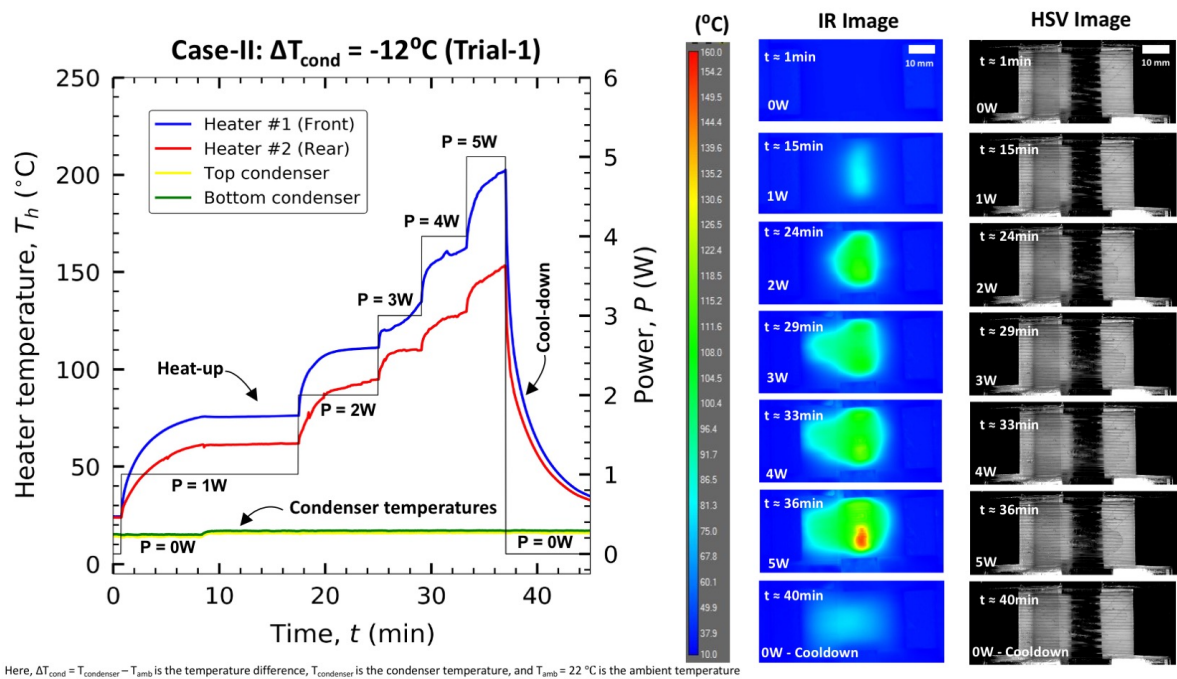 Case-II: ΔTcond = -12⁰C (Trial-1)
Heater temperature, Th (°C)
250
200
150
100
50
0
Heater #1 (Front)
Heater #2 (Rear)
Top condenser
Bottom condenser
P = 5W
P = 4W
P = 3W
Heat-up
P = 2W
Cool-down
P = 1W
Condenser temperatures
P = 0W
P = 0W
6
5
4
3
2
1
0
Power, P (W)
0
10
20
30
40
Time, t (min)
(⁰C)
160.0
154.2
149.5
144.4
139.6
135.1
130.6
126.5
122.4
118.5
115.0
111.6
108.0
103.9
100.3
96.4
91.7
86.8
81.3
75.0
67.8
60.1
49.9
37.9
10.0
IR Image
t ≈ 1min
10 mm
0W
t ≈ 15min
1W
t ≈ 24min
2W
t ≈ 29min
3W
t ≈ 33min
4W
t ≈ 36min
5W
t ≈ 40min
0W - Cooldown
HSV Image
t ≈ 1min
10 mm
0W
t ≈ 15min
1W
t ≈ 24min
2W
t ≈ 29min
3W
t ≈ 33min
4W
t ≈ 36min
5W
t ≈ 40min
0W - Cooldown
Here, ΔTcond = Tcondenser – Tamb is the temperature difference, Tcondenser is the condenser temperature, and Tamb = 22 °C is the ambient temperature